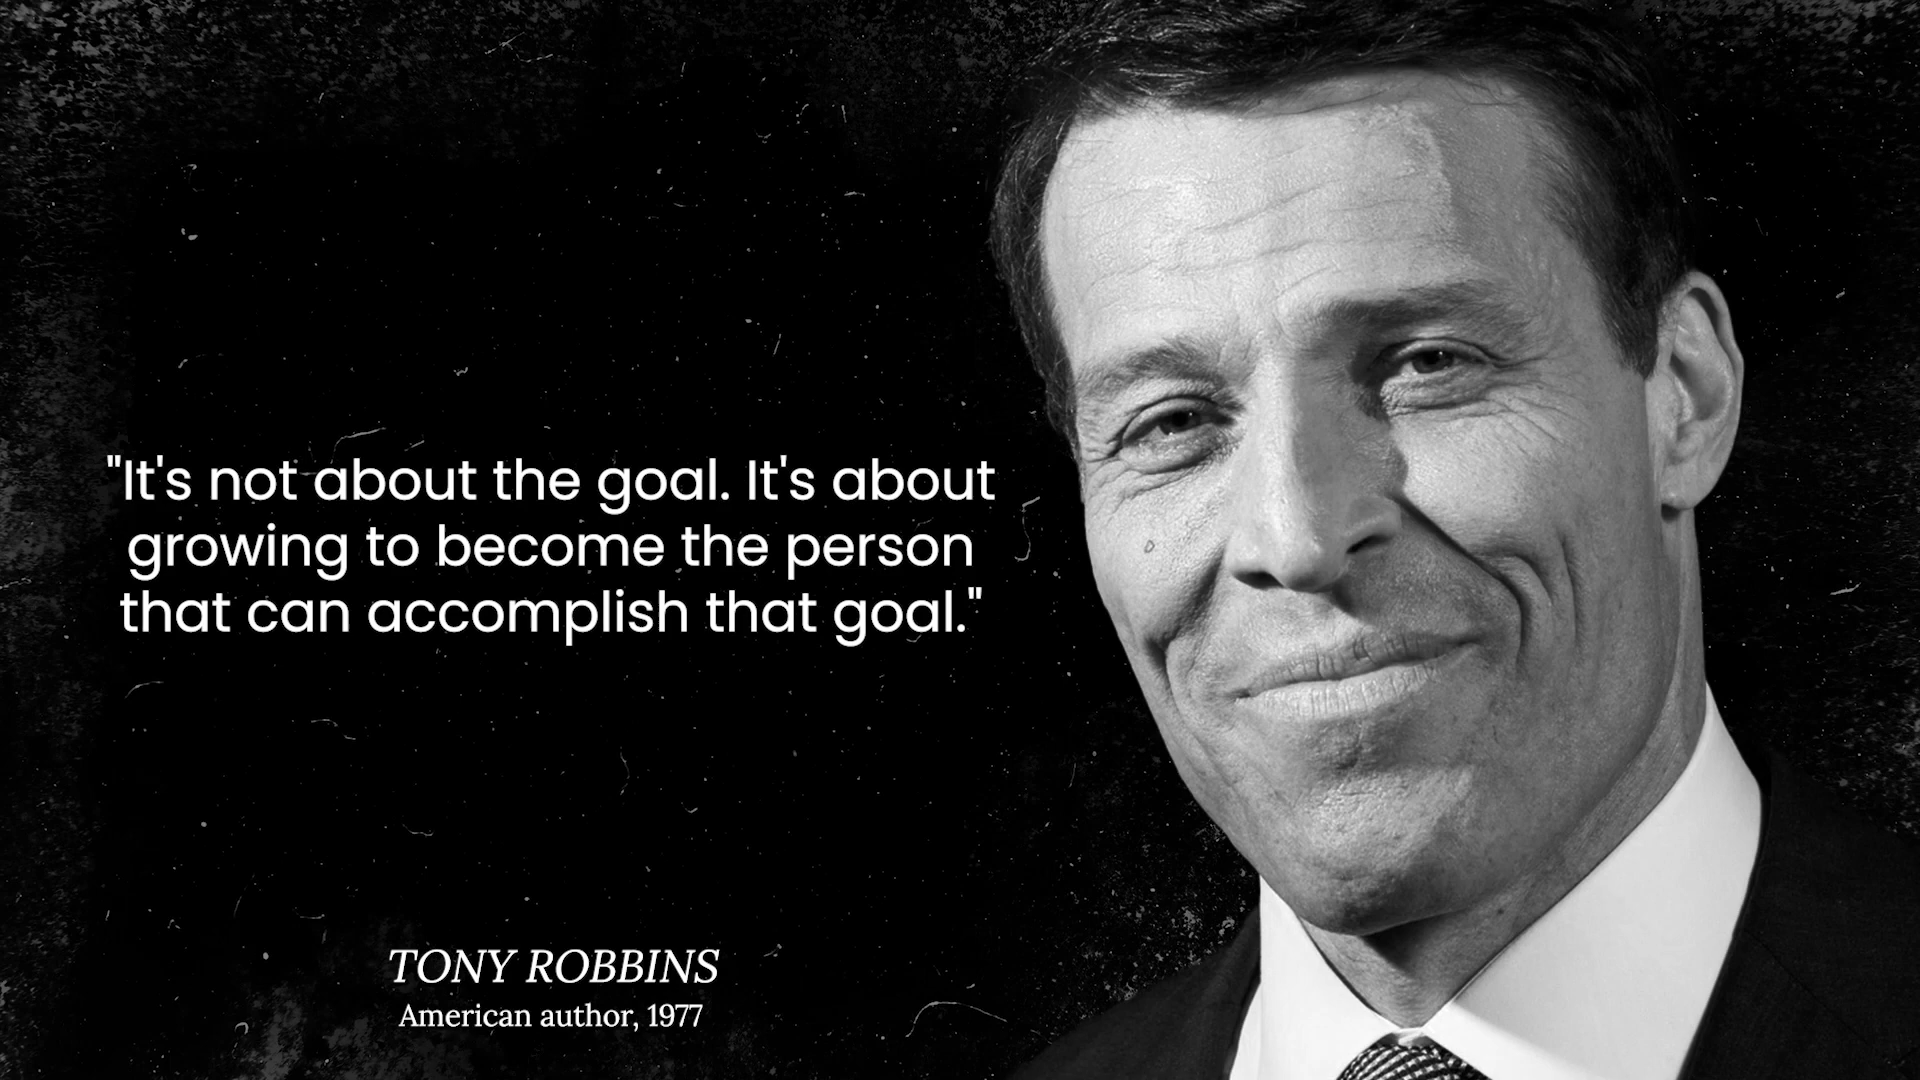 "It's not about the goal. It's about
growing to become the person
that can accomplish that goal."
TONY ROBBINS
American author, 1977